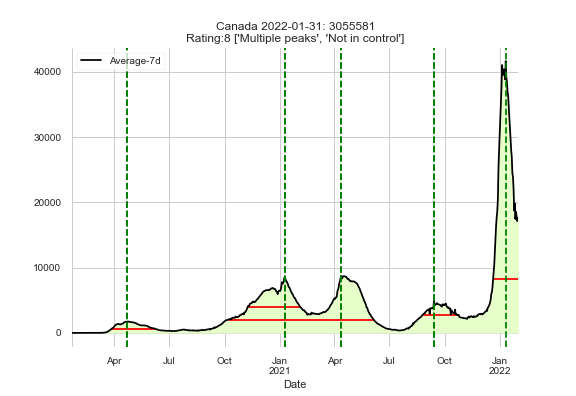 Canada 2022-01-31: 3055581
Rating:8 ['Multiple peaks', 'Not in control']
Average-7d
40000
30000
20000
10000
0
Apr Jul Oct Jan Apr Jul Oct Jan
2021 2022
Date